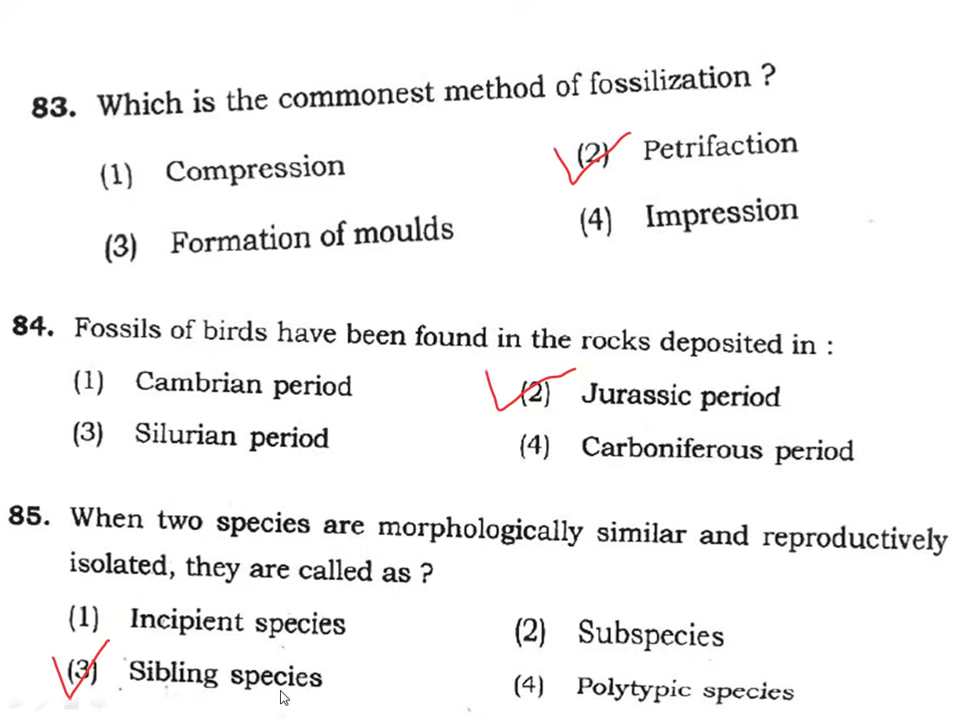 83. Which is the commonest method of fossilization ?
(1) Compression (2) Petrifaction
(3) Formation of moulds (4) Impression
84. Fossils of birds have been found in the rocks deposited in :
(1) Cambrian period (2) Jurassic period
(3) Silurian period (4) Carboniferous period
85. When two species are morphologically similar and reproductively
isolated, they are called as ?
(1) Incipient species (2) Subspecies
(3) Sibling species (4) Polytypic species